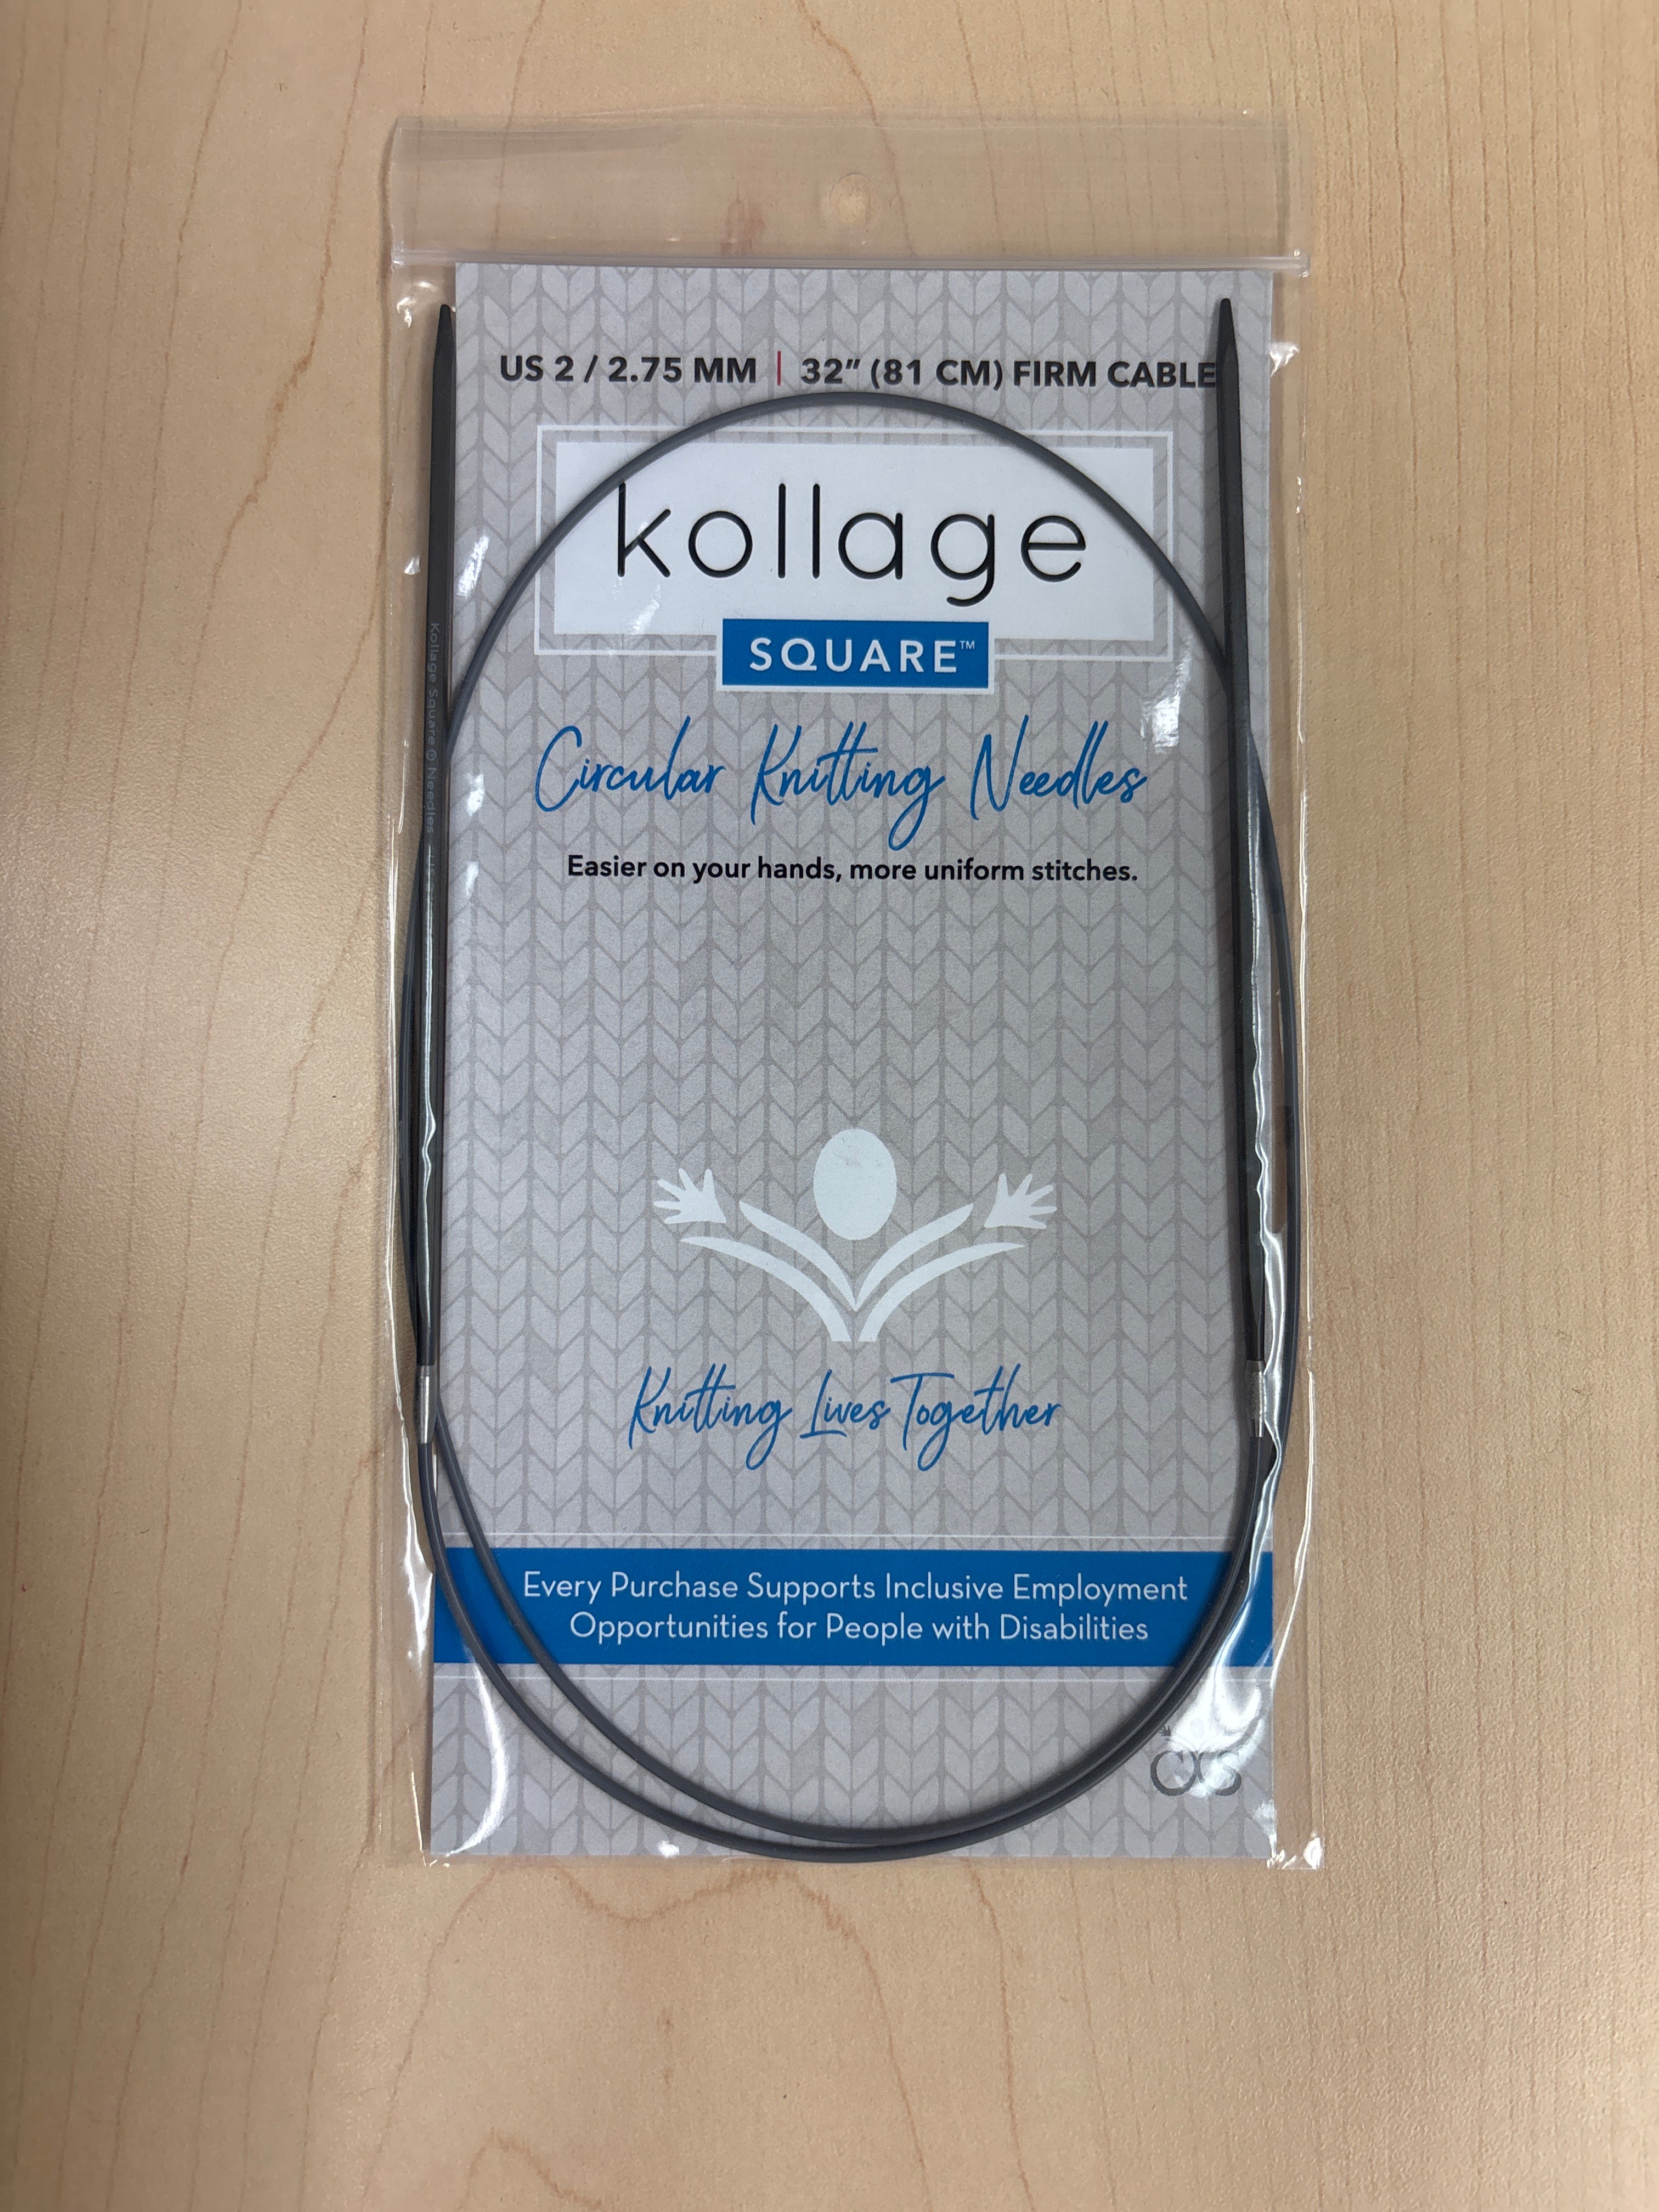 US 2 / 2.75 MM | 32” (81 CM) FIRM CABLE
kollage
SQUARE™
Circular Knitting Needles
Easier on your hands, more uniform stitches.
Kollage Square © Needles
Knitting Lives Together
Every Purchase Supports Inclusive Employment
Opportunities for People with Disabilities